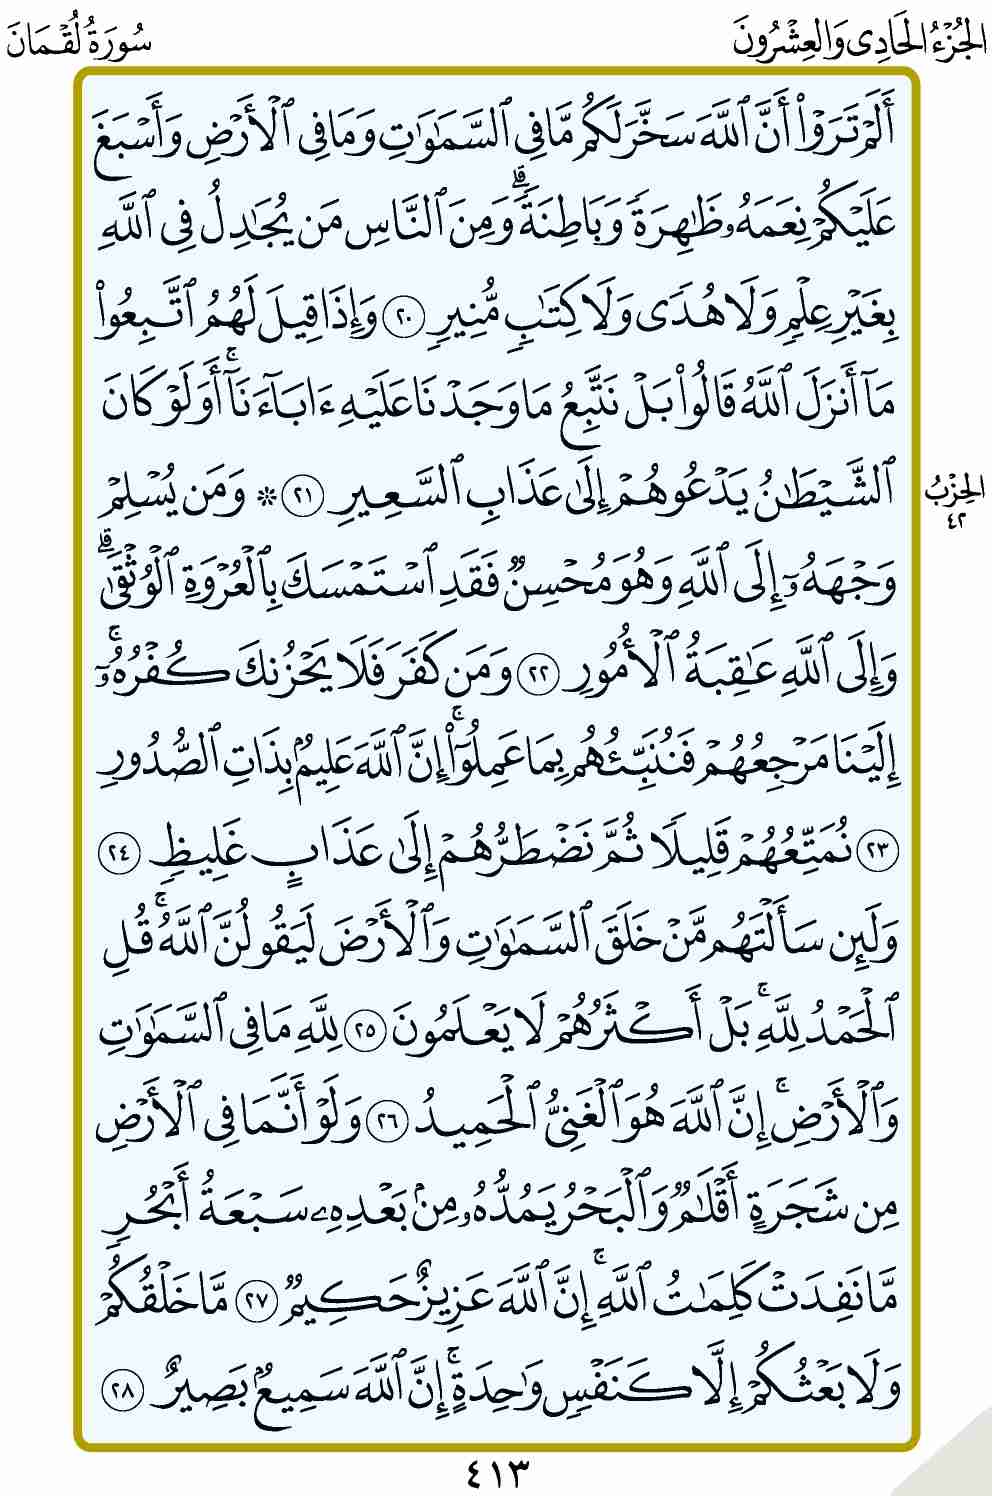 الجُزْءُ الحَادِى وَالعِشْرُونَ
سُورَةُ لُقْمَانَ
أَلَمْ تَرَوْا۟ أَنَّ ٱللَّهَ سَخَّرَ لَكُم مَّا فِى ٱلسَّمَٰوَٰتِ وَمَا فِى ٱلْأَرْضِ وَأَسْبَغَ
عَلَيْكُمْ نِعَمَهُۥ ظَٰهِرَةً وَبَاطِنَةً ۗ وَمِنَ ٱلنَّاسِ مَن يُجَٰدِلُ فِى ٱللَّهِ
بِغَيْرِ عِلْمٍ وَلَا هُدًى وَلَا كِتَٰبٍ مُّنِيرٍ ٢٠ وَإِذَا قِيلَ لَهُمُ ٱتَّبِعُوا۟
مَآ أَنزَلَ ٱللَّهُ قَالُوا۟ بَلْ نَتَّبِعُ مَا وَجَدْنَا عَلَيْهِ ءَابَآءَنَآ ۚ أَوَلَوْ كَانَ
ٱلشَّيْطَٰنُ يَدْعُوهُمْ إِلَىٰ عَذَابِ ٱلسَّعِيرِ ٢١ ۞ وَمَن يُسْلِمْ
الحِزْبُ
٤٢
وَجْهَهُۥٓ إِلَى ٱللَّهِ وَهُوَ مُحْسِنٌ فَقَدِ ٱسْتَمْسَكَ بِٱلْعُرْوَةِ ٱلْوُثْقَىٰ ۗ
وَإِلَى ٱللَّهِ عَٰقِبَةُ ٱلْأُمُورِ ٢٢ وَمَن كَفَرَ فَلَا يَحْزُنكَ كُفْرُهُۥٓ ۚ
إِلَيْنَا مَرْجِعُهُمْ فَنُنَبِّئُهُم بِمَا عَمِلُوٓا۟ ۚ إِنَّ ٱللَّهَ عَلِيمٌۢ بِذَاتِ ٱلصُّدُورِ
٢٣ نُمَتِّعُهُمْ قَلِيلًا ثُمَّ نَضْطَرُّهُمْ إِلَىٰ عَذَابٍ غَلِيظٍ ٢٤
وَلَئِن سَأَلْتَهُم مَّنْ خَلَقَ ٱلسَّمَٰوَٰتِ وَٱلْأَرْضَ لَيَقُولُنَّ ٱللَّهُ ۚ قُلِ
ٱلْحَمْدُ لِلَّهِ ۚ بَلْ أَكْثَرُهُمْ لَا يَعْلَمُونَ ٢٥ لِلَّهِ مَا فِى ٱلسَّمَٰوَٰتِ
وَٱلْأَرْضِ ۚ إِنَّ ٱللَّهَ هُوَ ٱلْغَنِىُّ ٱلْحَمِيدُ ٢٦ وَلَوْ أَنَّمَا فِى ٱلْأَرْضِ
مِن شَجَرَةٍ أَقْلَٰمٌ وَٱلْبَحْرُ يَمُدُّهُۥ مِنۢ بَعْدِهِۦ سَبْعَةُ أَبْحُرٍ
مَّا نَفِدَتْ كَلِمَٰتُ ٱللَّهِ ۗ إِنَّ ٱللَّهَ عَزِيزٌ حَكِيمٌ ٢٧ مَّا خَلْقُكُمْ
وَلَا بَعْثُكُمْ إِلَّا كَنَفْسٍ وَٰحِدَةٍ ۗ إِنَّ ٱللَّهَ سَمِيعٌۢ بَصِيرٌ ٢٨
٤١٣